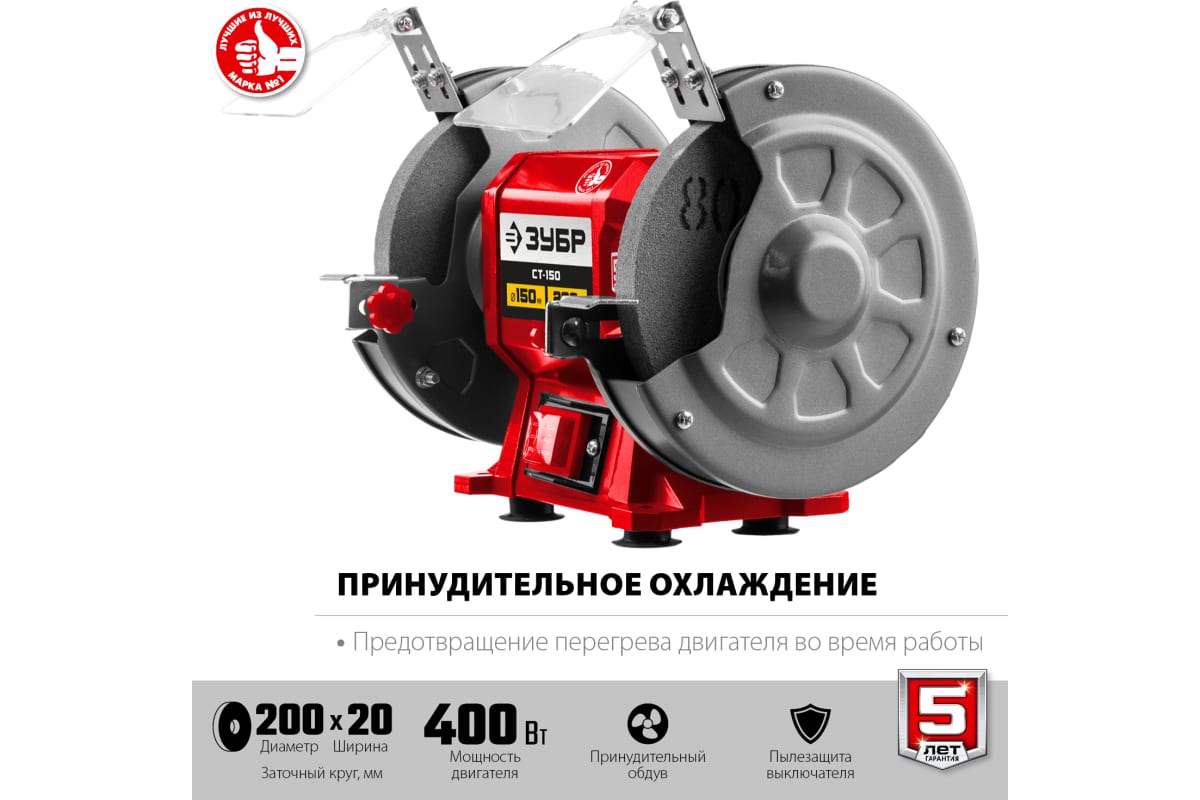 ЛУЧШИЕ ИЗ ЛУЧШИХ
МАРКА №1
80
ЗУБР
СТ-150
ø150м
ПРИНУДИТЕЛЬНОЕ ОХЛАЖДЕНИЕ
• Предотвращение перегрева двигателя во время работы
200 x 20
Диаметр Ширина
Заточный круг, мм
400 Вт
Мощность
двигателя
Принудительный
обдув
Пылезащита
выключателя
5
ЛЕТ
ГАРАНТИЯ